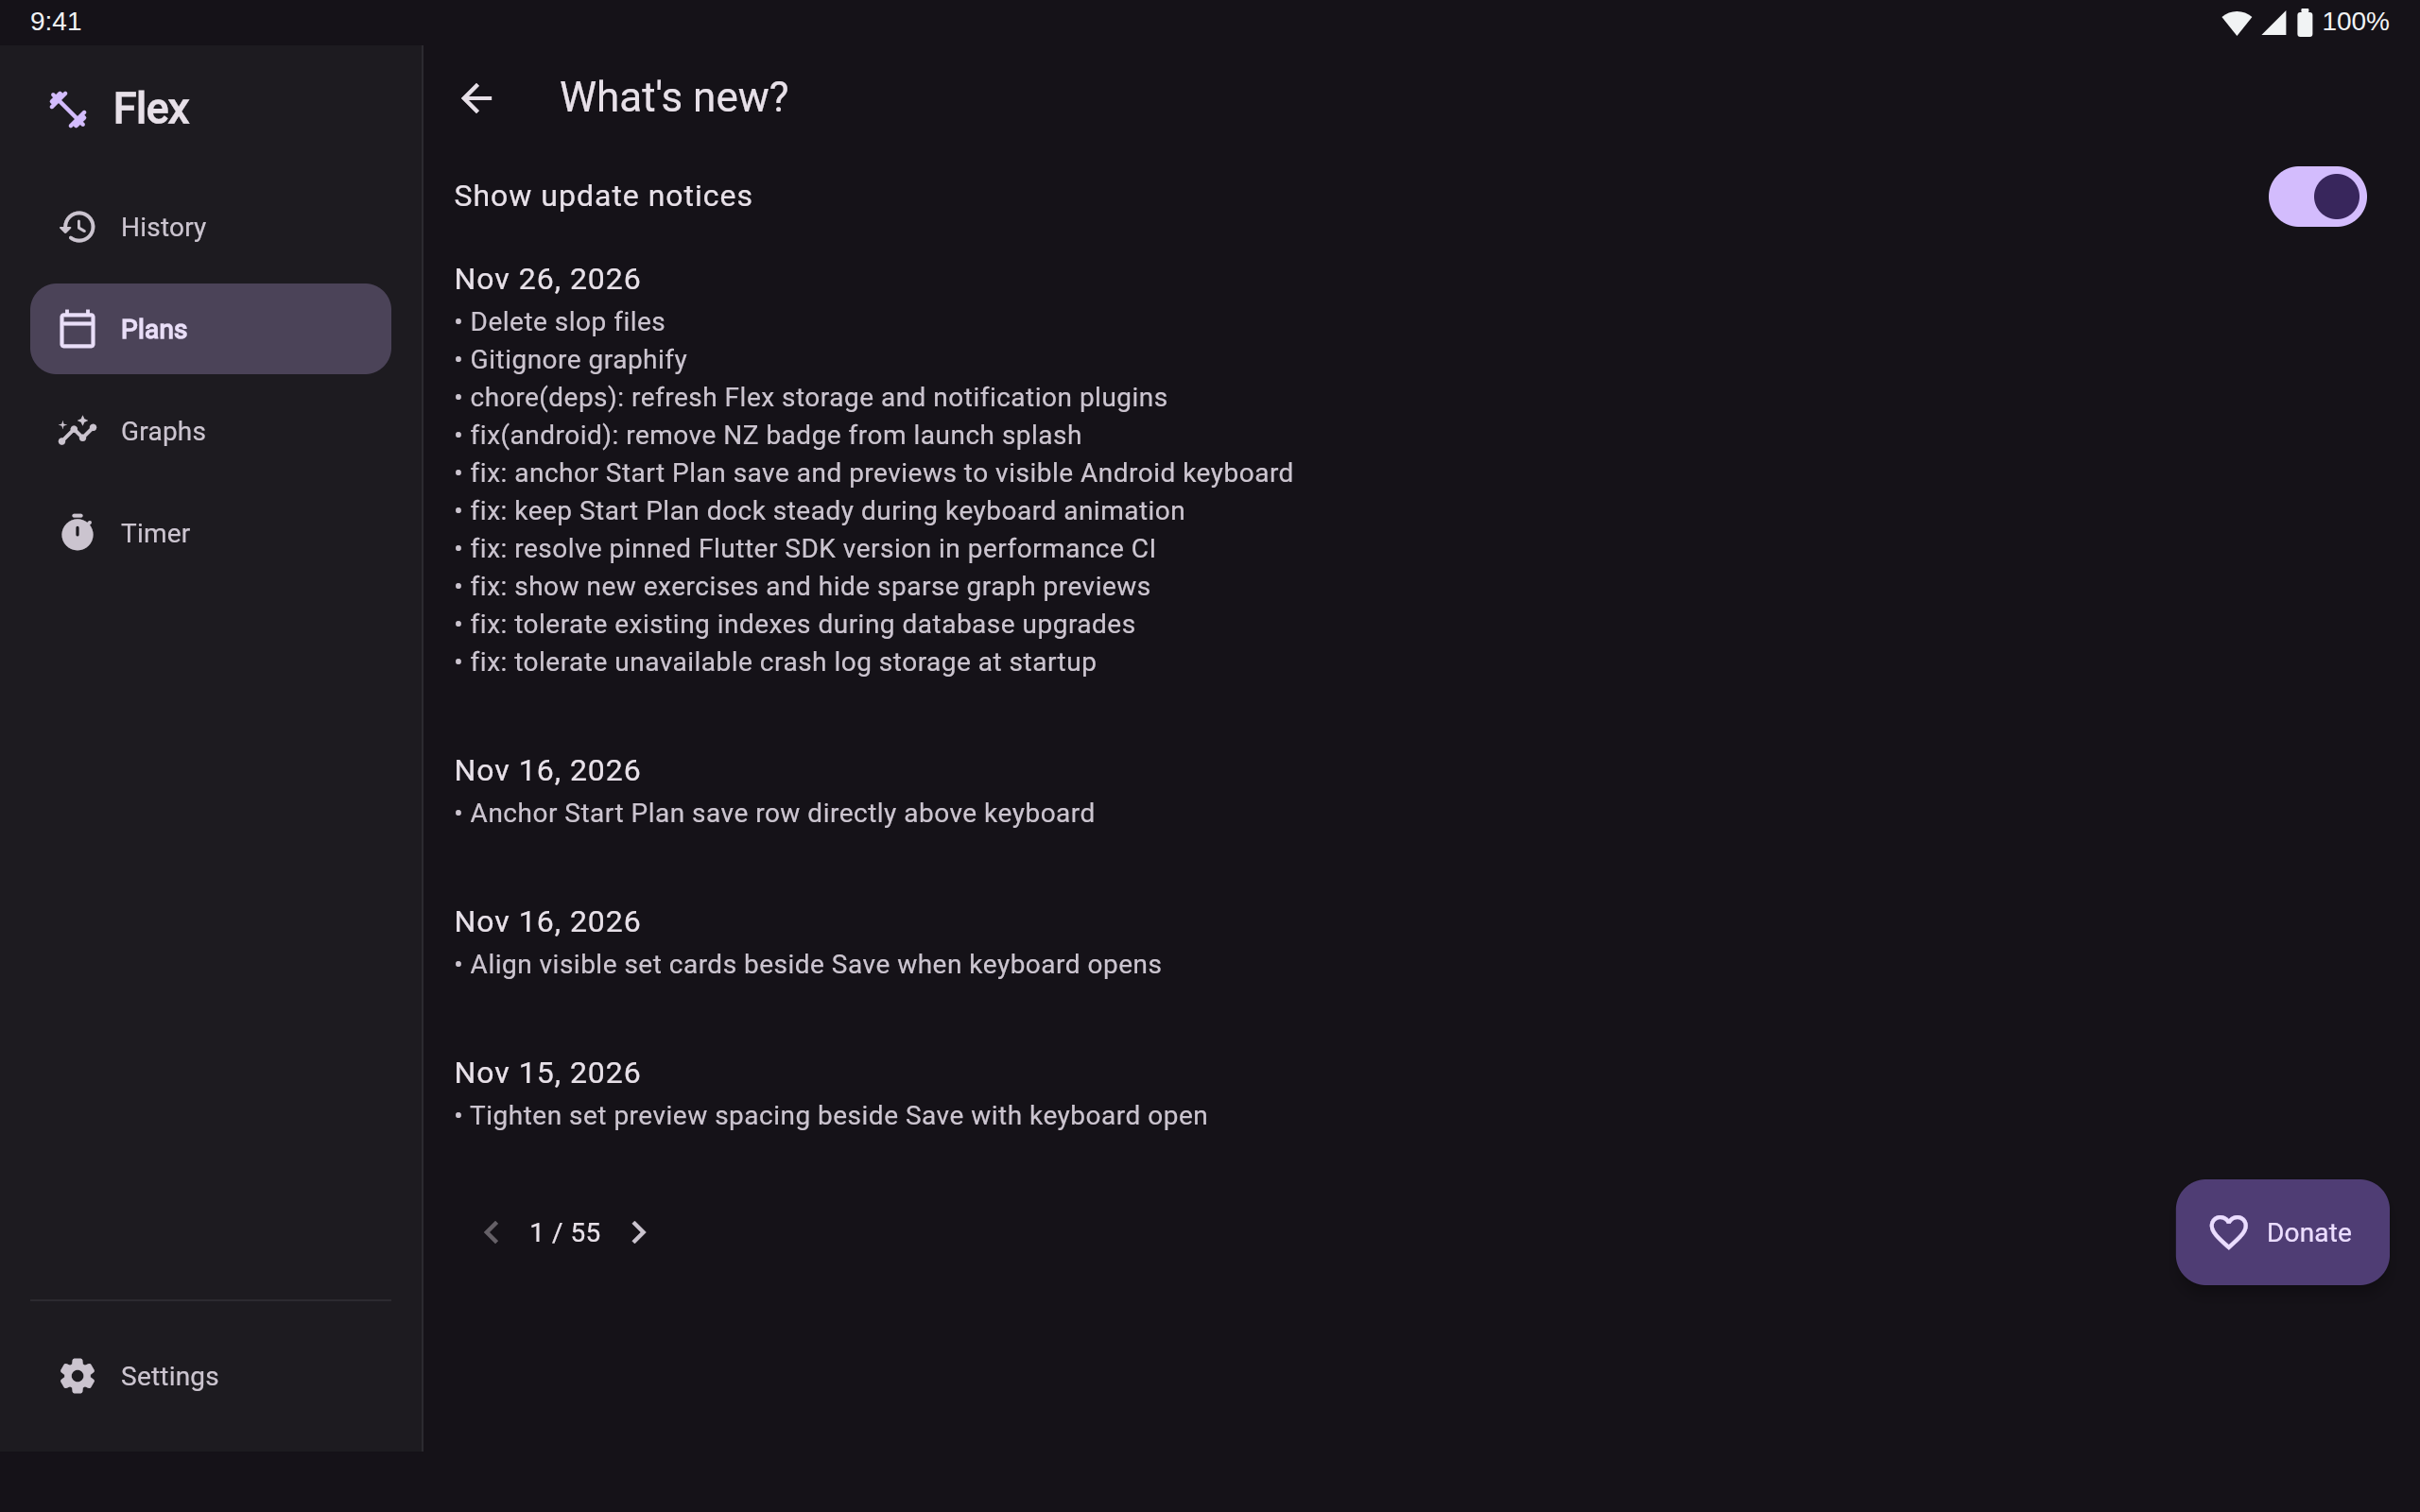 9:41
100%
Flex
History
Plans
Graphs
Timer
Settings
What's new?
Show update notices
Nov 26, 2026
• Delete slop files
• Gitignore graphify
• chore(deps): refresh Flex storage and notification plugins
• fix(android): remove NZ badge from launch splash
• fix: anchor Start Plan save and previews to visible Android keyboard
• fix: keep Start Plan dock steady during keyboard animation
• fix: resolve pinned Flutter SDK version in performance CI
• fix: show new exercises and hide sparse graph previews
• fix: tolerate existing indexes during database upgrades
• fix: tolerate unavailable crash log storage at startup
Nov 16, 2026
• Anchor Start Plan save row directly above keyboard
Nov 16, 2026
• Align visible set cards beside Save when keyboard opens
Nov 15, 2026
• Tighten set preview spacing beside Save with keyboard open
1 / 55
Donate